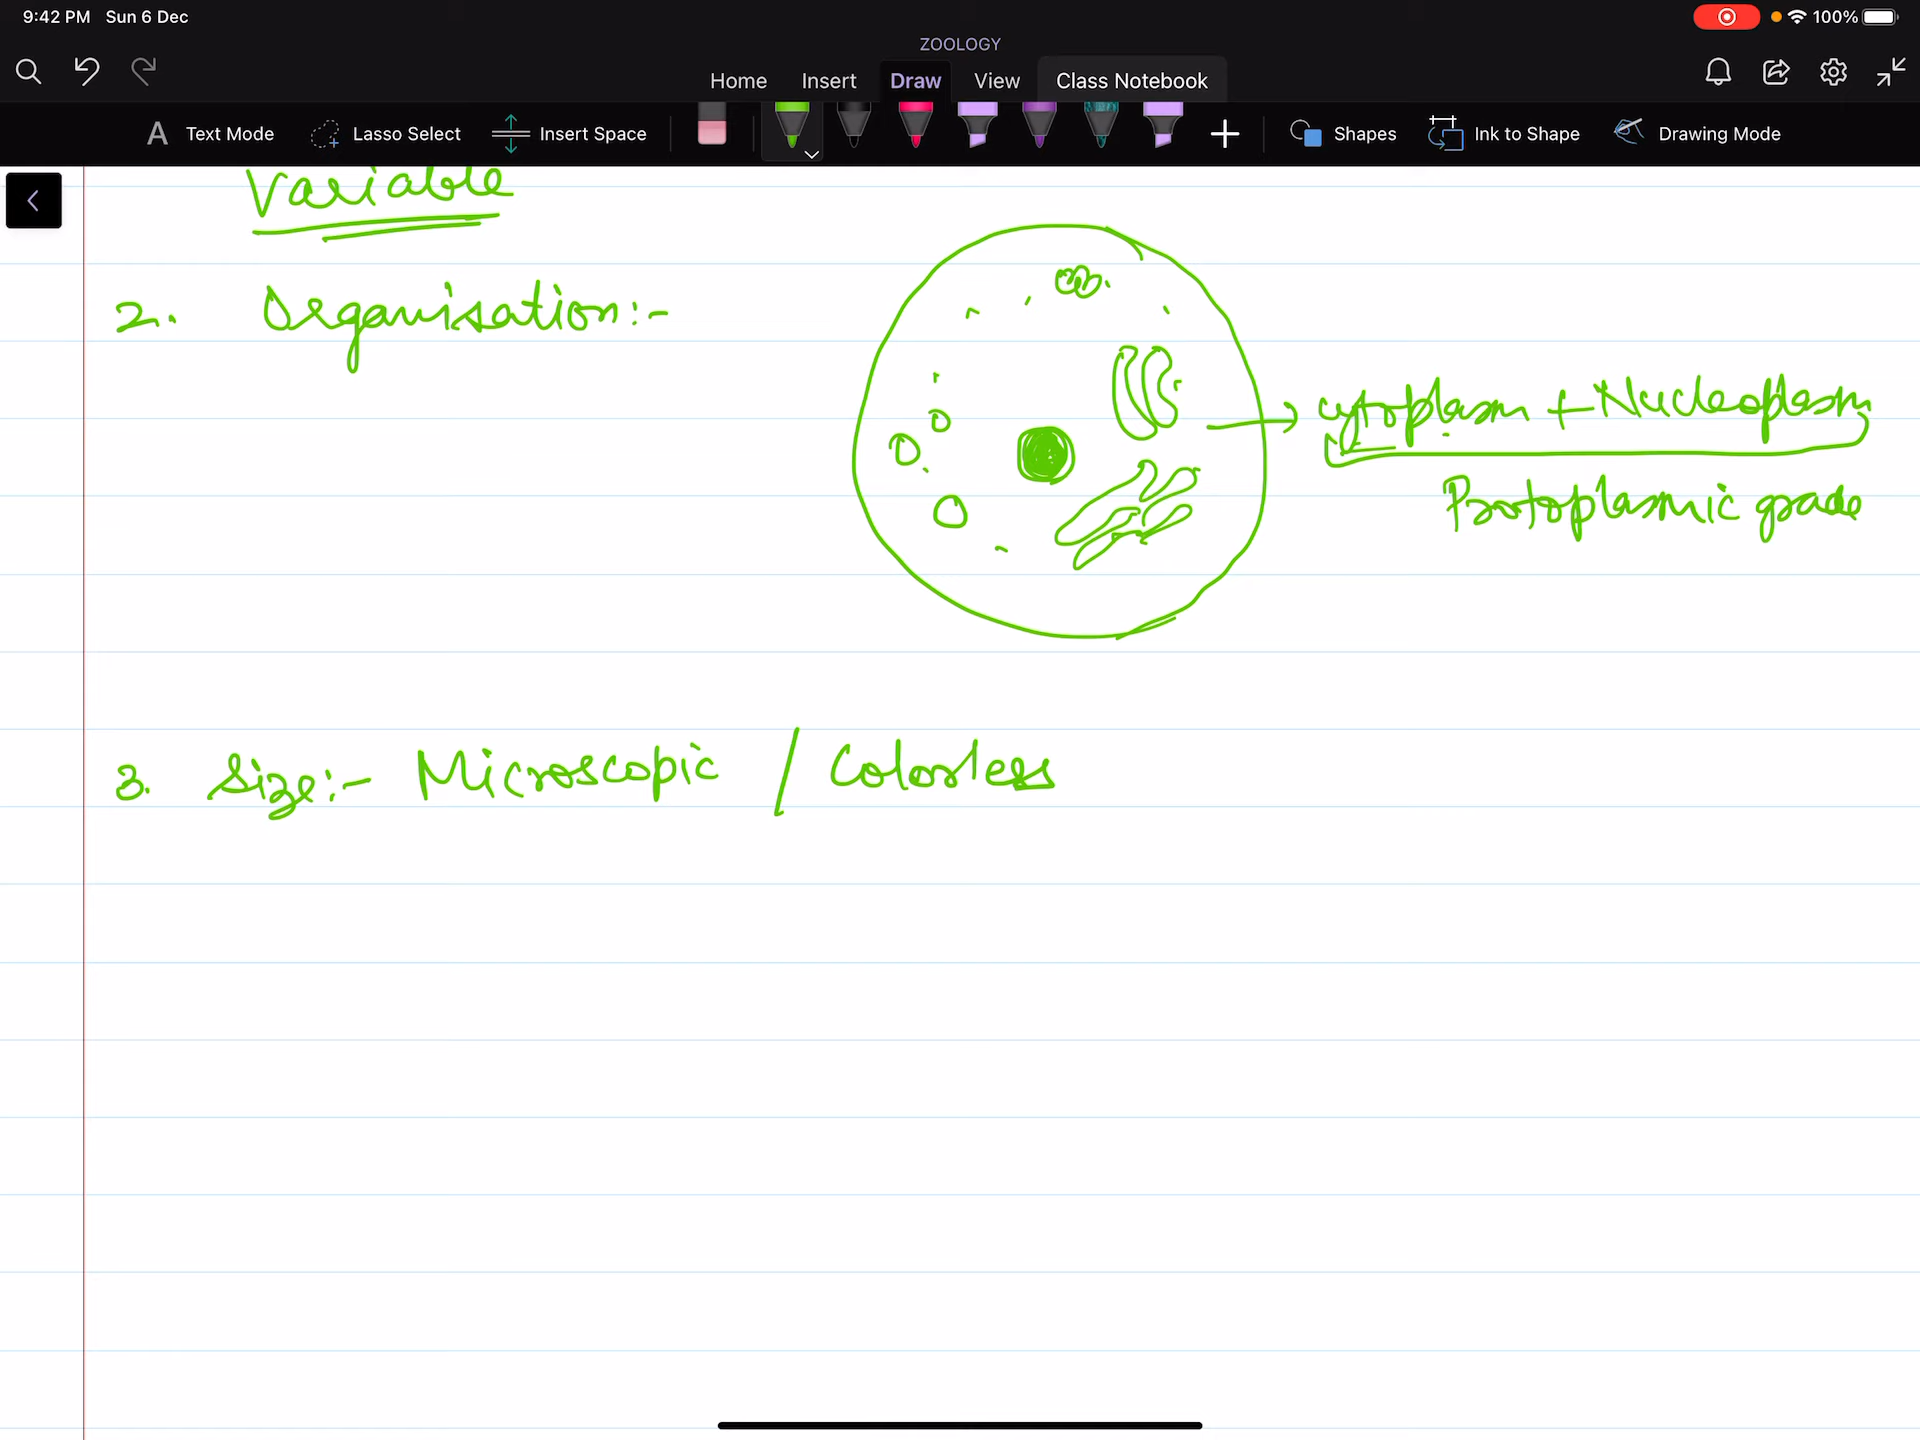 9:42 PM Sun 6 Dec
100%
ZOOLOGY
Home Insert Draw View Class Notebook
A Text Mode Lasso Select Insert Space Shapes Ink to Shape Drawing Mode
Variable
2. Organisation:-
cytoplasm + Nucleoplasm
Protoplasmic grade
3. Size:- Microscopic / Colorless